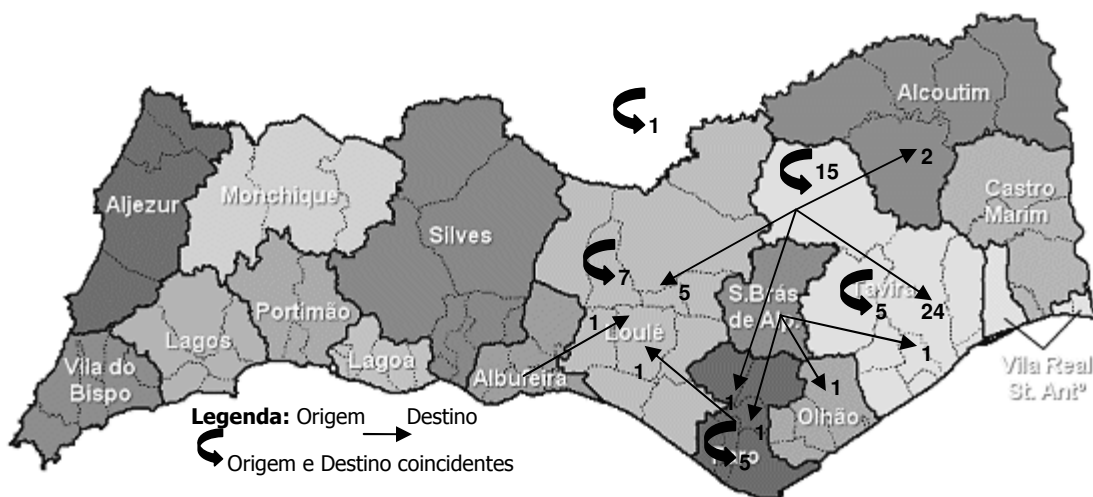 1
Alcoutim
2
15
Castro
Marim
Aljezur
Monchique
Silves
7
5
S.Brás
de Alp.
Tavira
5
24
Portimão
1
Loulé
1
Lagos
Lagoa
Albufeira
1
1
Vila do
Bispo
Vila Real
St. Antº
1
1
Olhão
Faro
5
Legenda: Origem Destino
Origem e Destino coincidentes